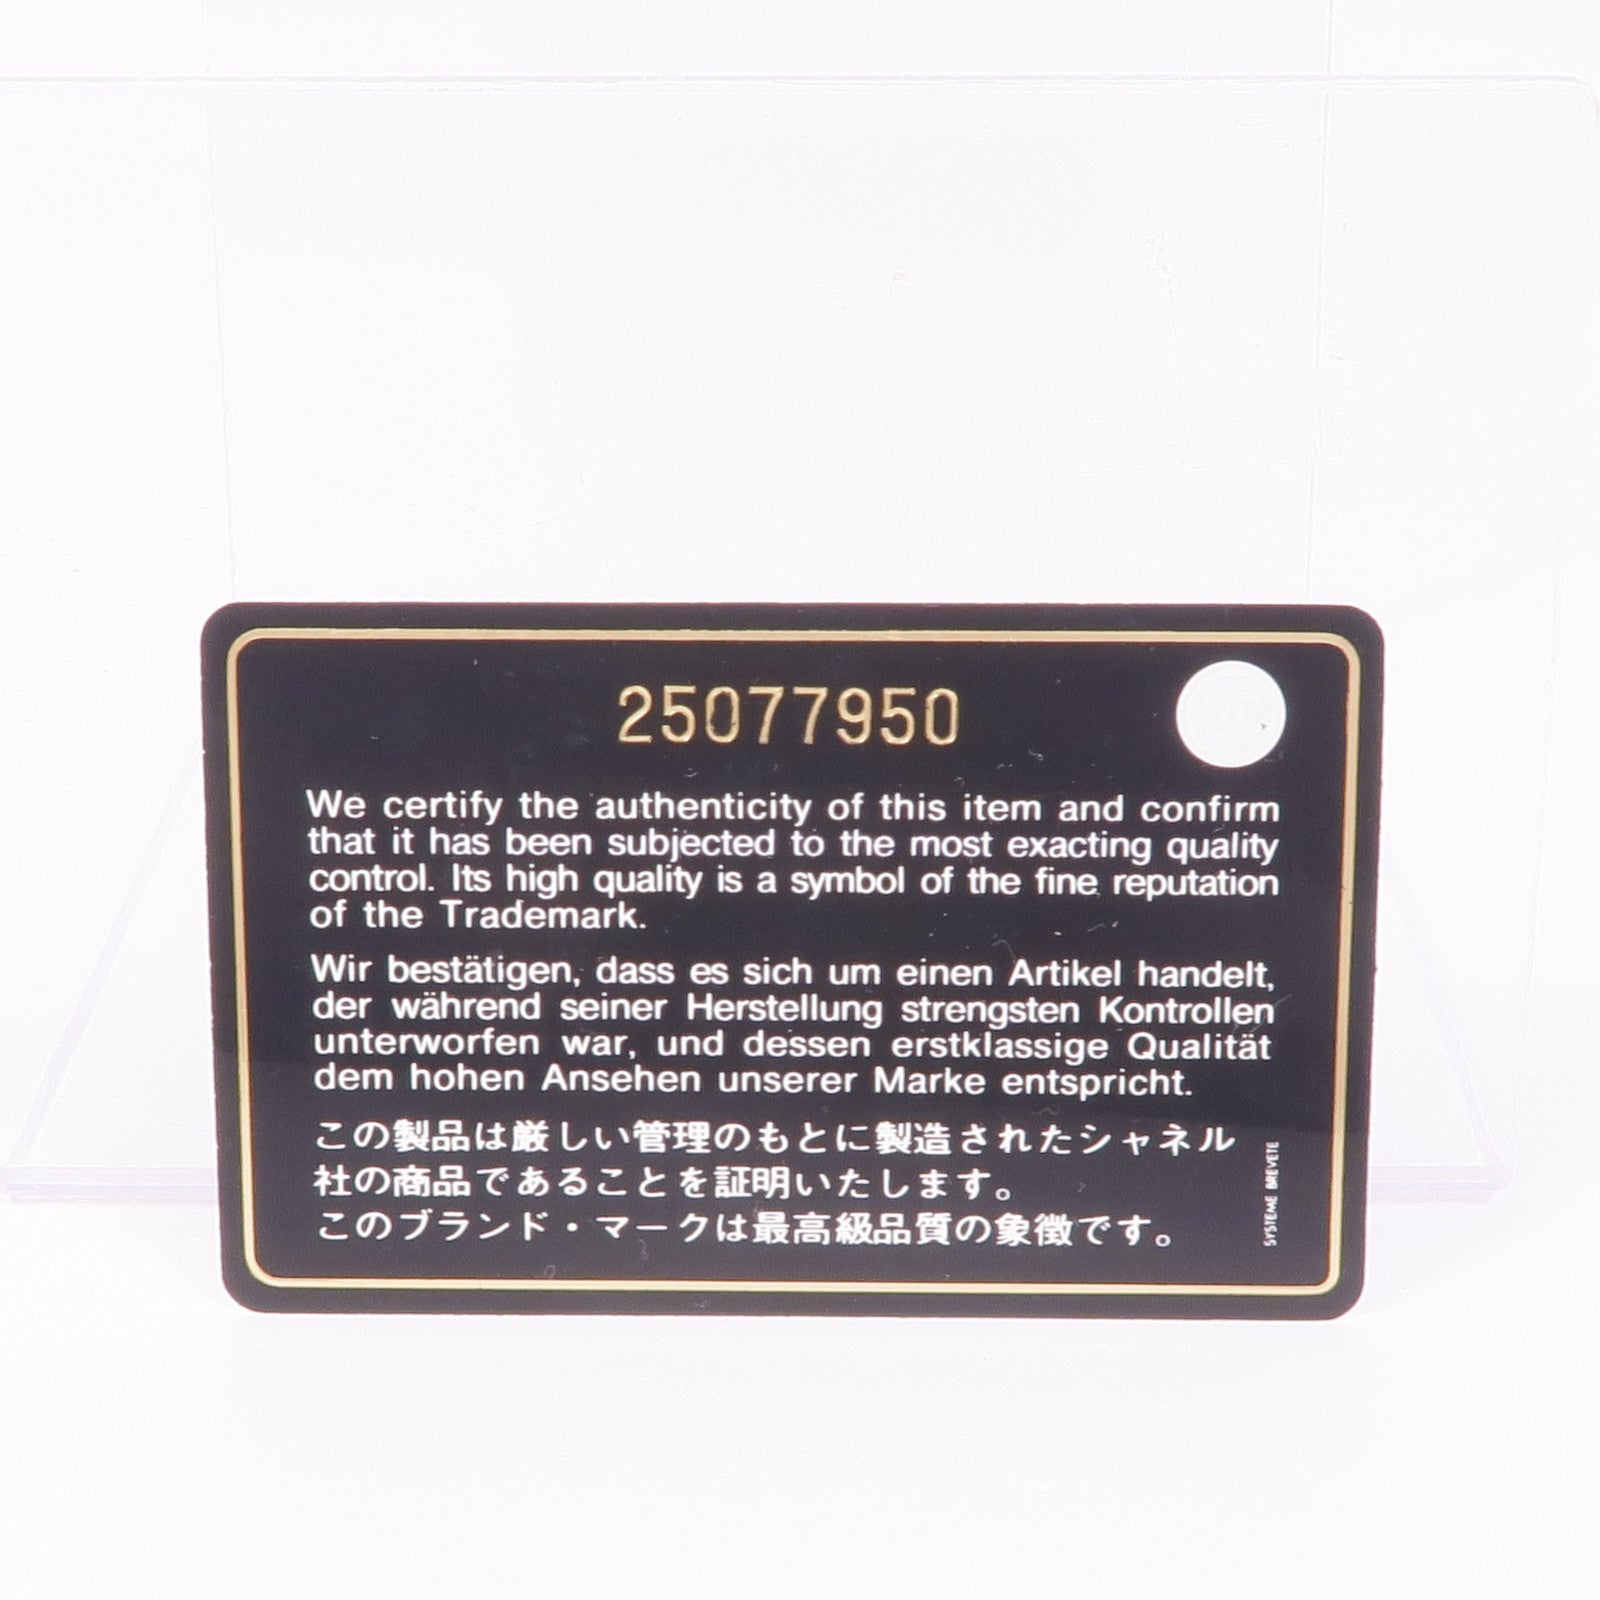 25077950
We certify the authenticity of this item and confirm
that it has been subjected to the most exacting quality
control. Its high quality is a symbol of the fine reputation
of the Trademark.
Wir bestätigen, dass es sich um einen Artikel handelt,
der während seiner Herstellung strengsten Kontrollen
unterworfen war, und dessen erstklassige Qualität
dem hohen Ansehen unserer Marke entspricht.
この製品は厳しい管理のもとに製造されたシャネル
社の商品であることを証明いたします。
このブランド・マークは最高級品質の象徴です。
SYSTEME BREVETE